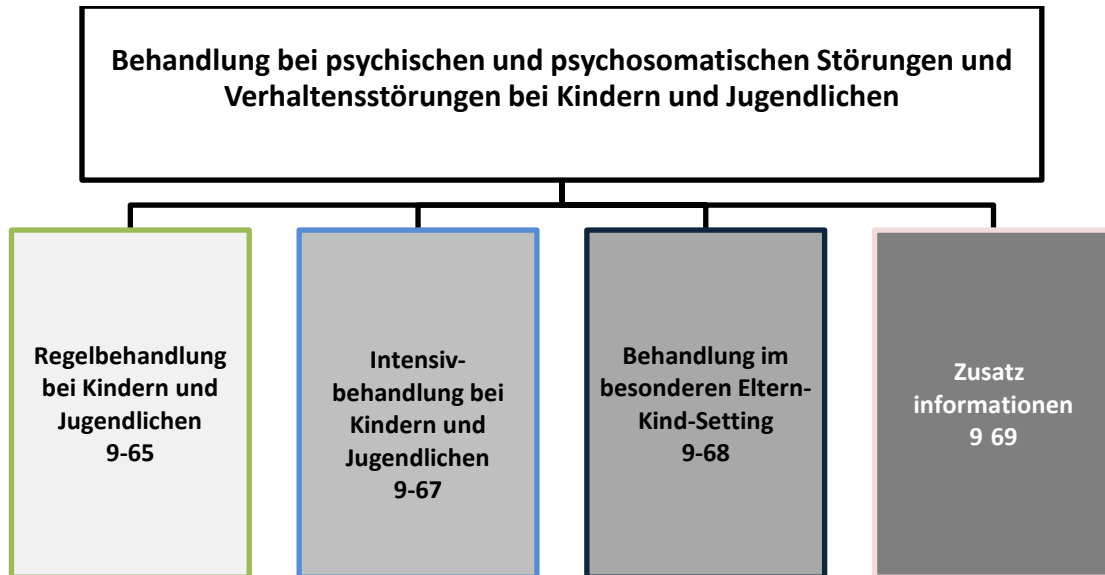 Behandlung bei psychischen und psychosomatischen Störungen und
Verhaltensstörungen bei Kindern und Jugendlichen
Regelbehandlung
bei Kindern und
Jugendlichen
9-65
Intensiv-
behandlung bei
Kindern und
Jugendlichen
9-67
Behandlung im
besonderen Eltern-
Kind-Setting
9-68
Zusatz
informationen
9 69